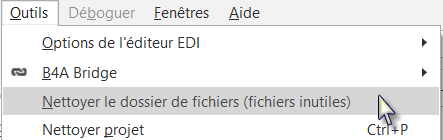 Outils Déboguer Fenêtres Aide
Options de l'éditeur EDI
B4A Bridge
Nettoyer le dossier de fichiers (fichiers inutiles)
Nettoyer projet Ctrl+P